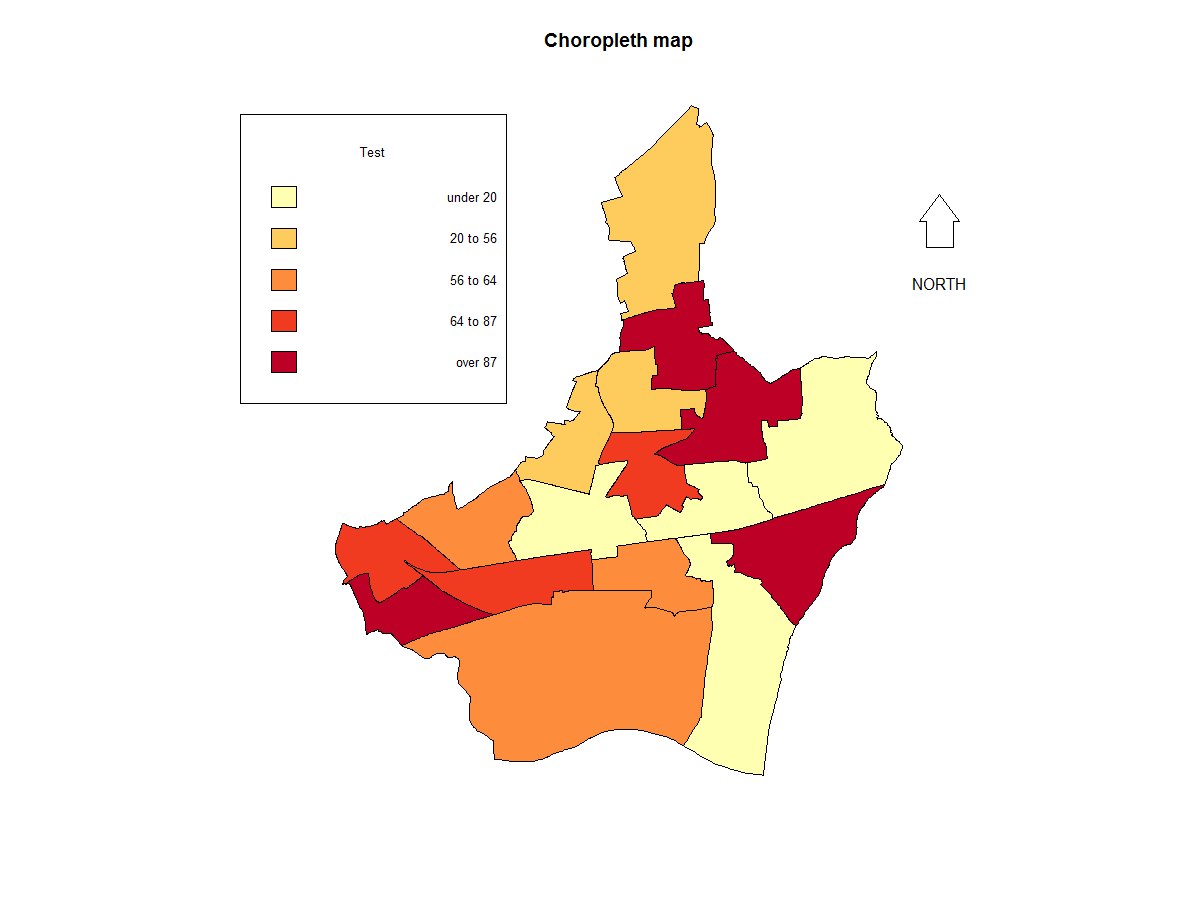 Choropleth map
Test
under 20
20 to 56
56 to 64
64 to 87
over 87
NORTH